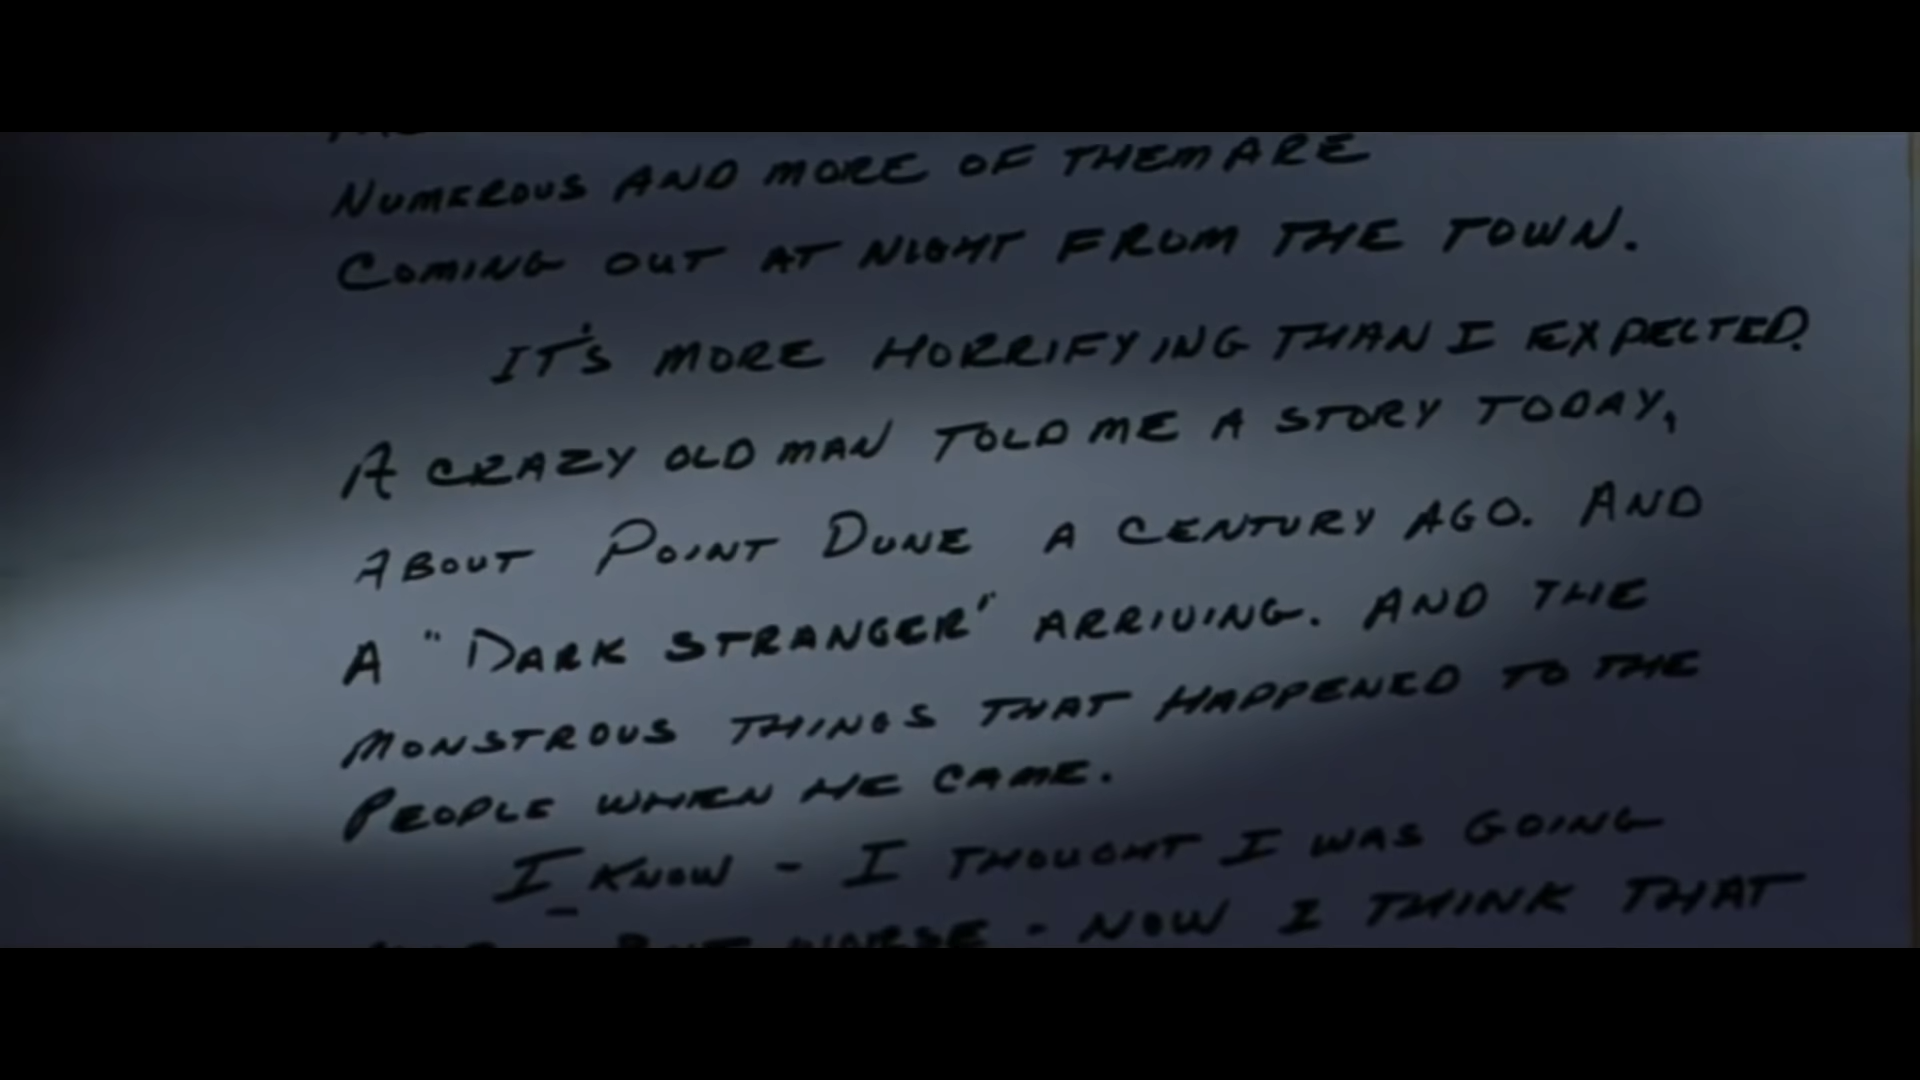 NUMEROUS AND MORE OF THEM ARE
COMING OUT AT NIGHT FROM THE TOWN.
IT'S MORE HORRIFYING THAN I EXPECTED.
A CRAZY OLD MAN TOLD ME A STORY TODAY,
ABOUT POINT DUNE A CENTURY AGO. AND
A "DARK STRANGER" ARRIVING. AND THE
MONSTROUS THINGS THAT HAPPENED TO THE
PEOPLE WHEN HE CAME.
I KNOW - I THOUGHT I WAS GOING
BUT WORSE - NOW I THINK THAT